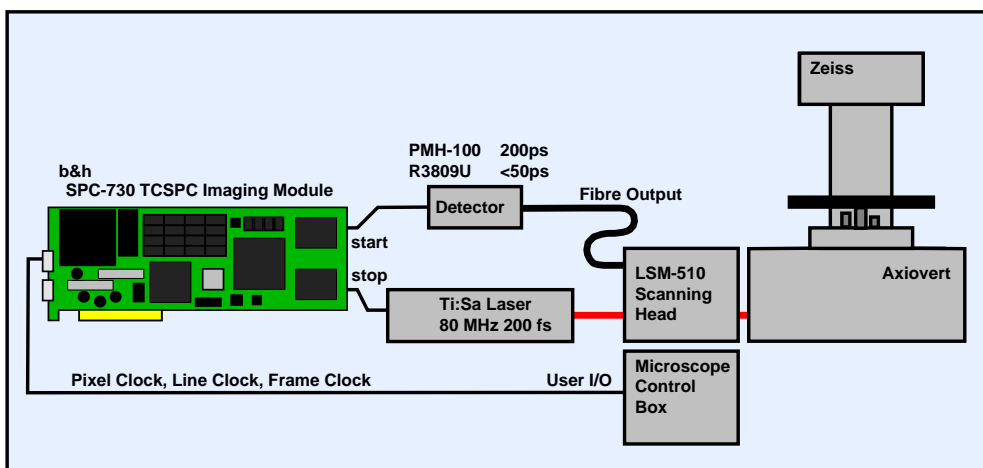 Zeiss
PMH-100 200ps
R3809U <50ps
b&h
SPC-730 TCSPC Imaging Module
Detector
Fibre Output
start
stop
LSM-510
Scanning
Head
Axiovert
Ti:Sa Laser
80 MHz 200 fs
Pixel Clock, Line Clock, Frame Clock
User I/O
Microscope
Control
Box